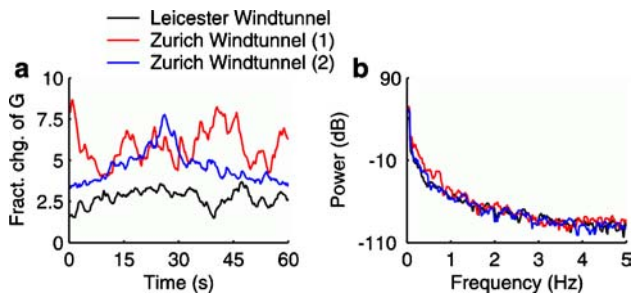 Leicester Windtunnel
Zurich Windtunnel (1)
Zurich Windtunnel (2)
a
10
7.5
5
2.5
0
Fract. chg. of G
0 15 30 45 60
Time (s)
b
90
-10
-110
Power (dB)
0 1 2 3 4 5
Frequency (Hz)